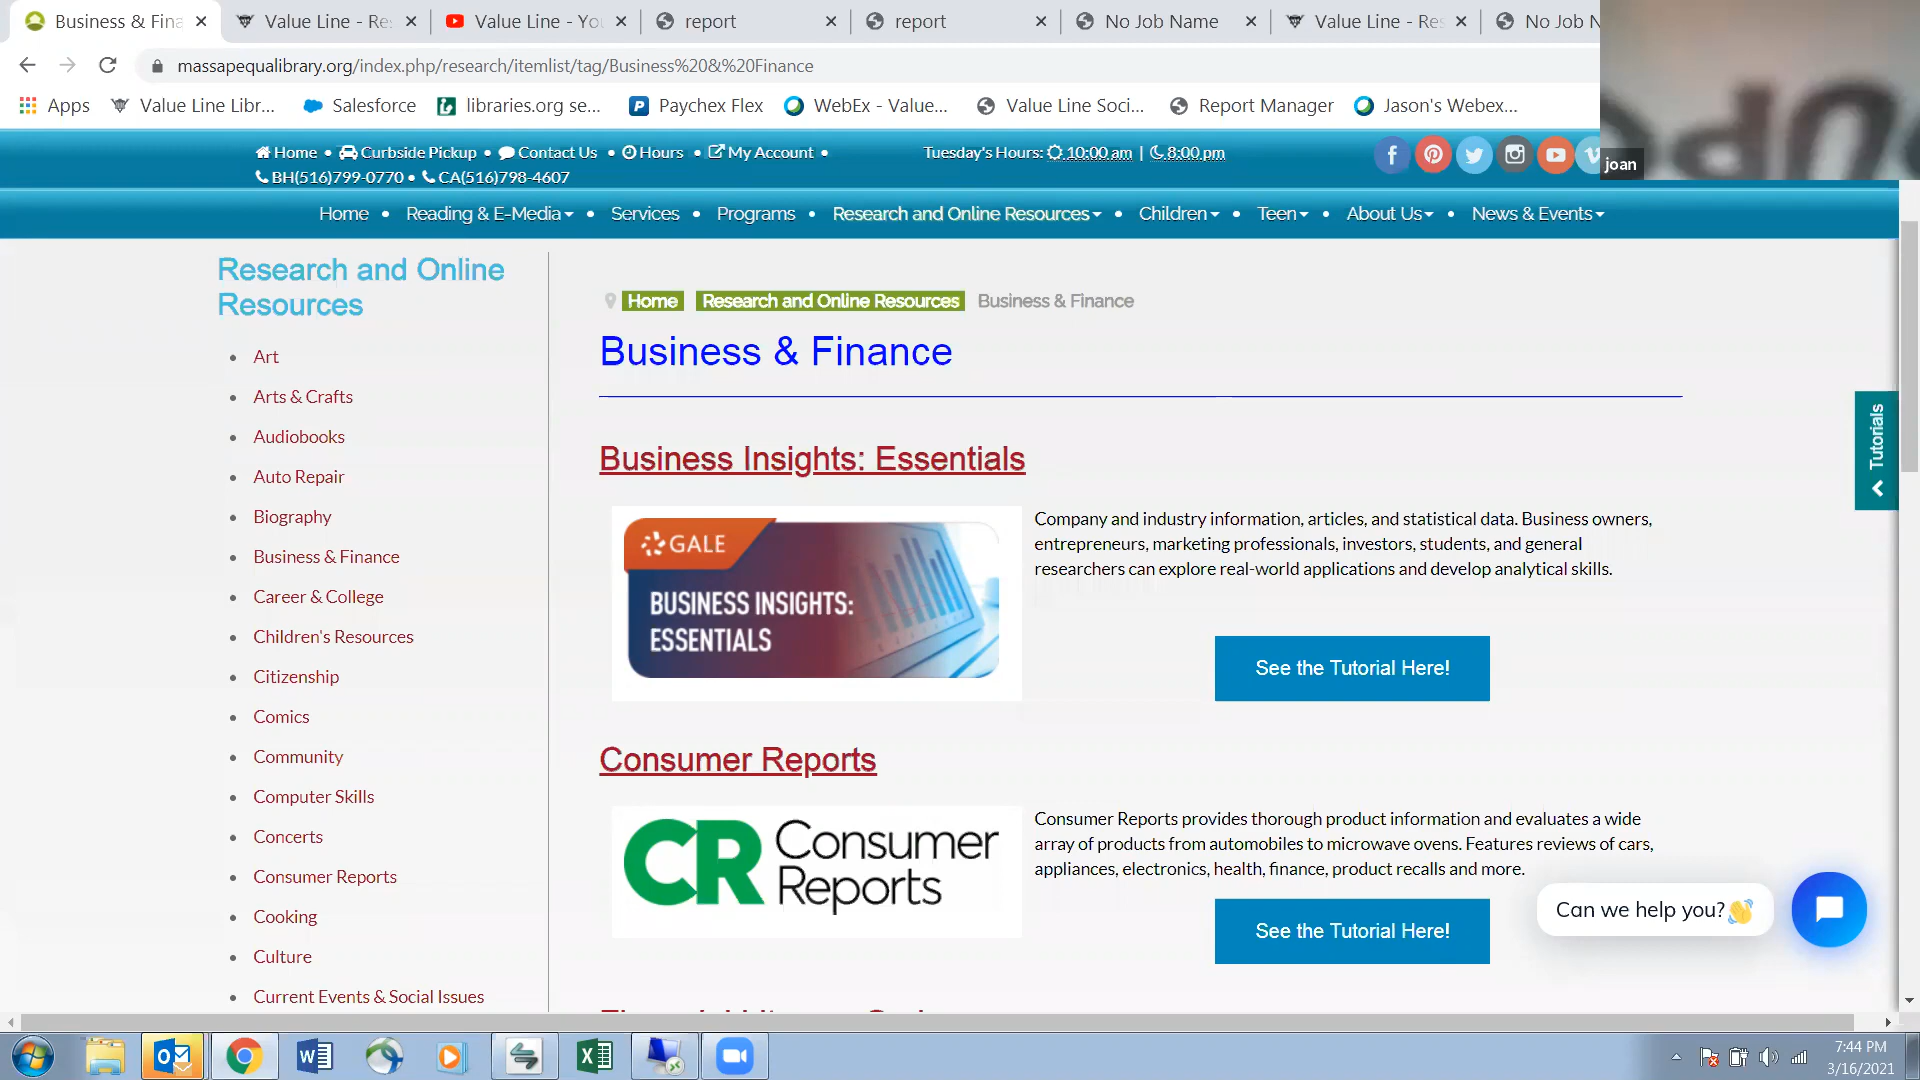 Business & Fina
Value Line - Res
Value Line - You
report
report
No Job Name
Value Line - Res
No Job N
massapequalibrary.org/index.php/research/itemlist/tag/Business%20&%20Finance
Apps
Value Line Libr...
Salesforce
libraries.org se...
Paychex Flex
WebEx - Value...
Value Line Soci...
Report Manager
Jason's Webex...
Home • Curbside Pickup • Contact Us • Hours • My Account •
BH(516)799-0770 • CA(516)798-4607
Tuesday's Hours: 10:00 am | 8:00 pm
joan
Home • Reading & E-Media • Services • Programs • Research and Online Resources • Children • Teen • About Us • News & Events
Research and Online
Resources
Art
Arts & Crafts
Audiobooks
Auto Repair
Biography
Business & Finance
Career & College
Children's Resources
Citizenship
Comics
Community
Computer Skills
Concerts
Consumer Reports
Cooking
Culture
Current Events & Social Issues
Home Research and Online Resources Business & Finance
Business & Finance
Business Insights: Essentials
GALE
BUSINESS INSIGHTS:
ESSENTIALS
Company and industry information, articles, and statistical data. Business owners,
entrepreneurs, marketing professionals, investors, students, and general
researchers can explore real-world applications and develop analytical skills.
See the Tutorial Here!
Consumer Reports
CR Consumer
Reports
Consumer Reports provides thorough product information and evaluates a wide
array of products from automobiles to microwave ovens. Features reviews of cars,
appliances, electronics, health, finance, product recalls and more.
See the Tutorial Here!
Tutorials
Can we help you?
7:44 PM
3/16/2021